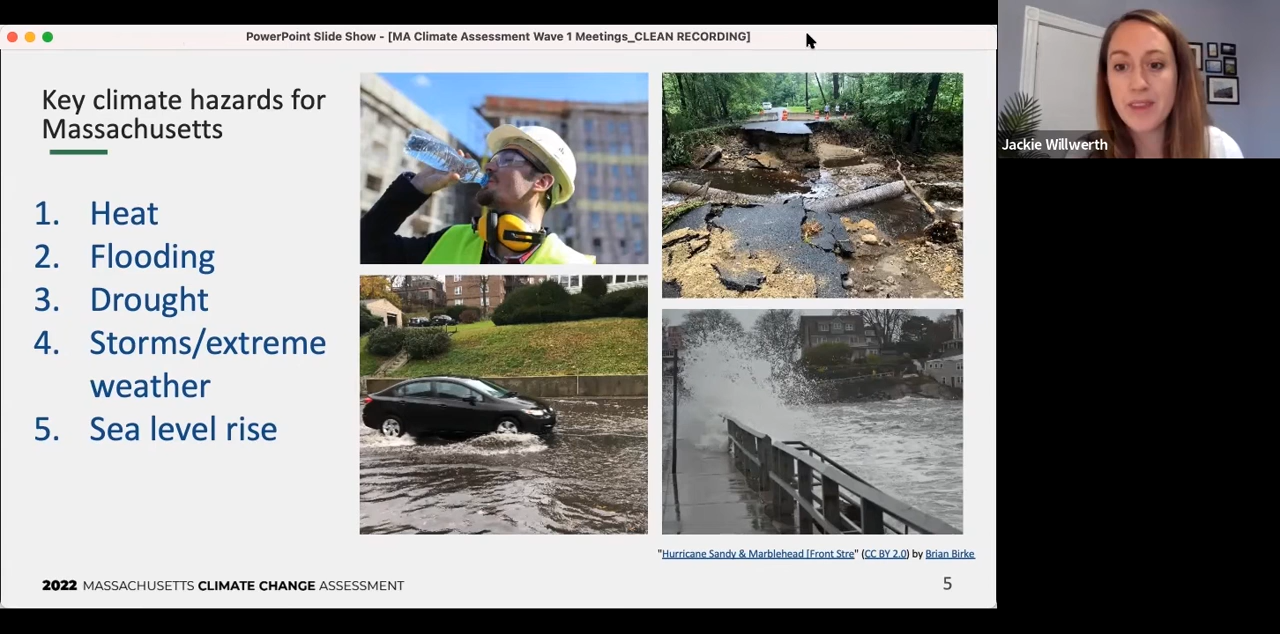 PowerPoint Slide Show - [MA Climate Assessment Wave 1 Meetings_CLEAN RECORDING]
Key climate hazards for
Massachusetts
1. Heat
2. Flooding
3. Drought
4. Storms/extreme
weather
5. Sea level rise
"Hurricane Sandy & Marblehead [Front Stre" (CC BY 2.0) by Brian Birke
2022 MASSACHUSETTS CLIMATE CHANGE ASSESSMENT
5
Jackie Willwerth